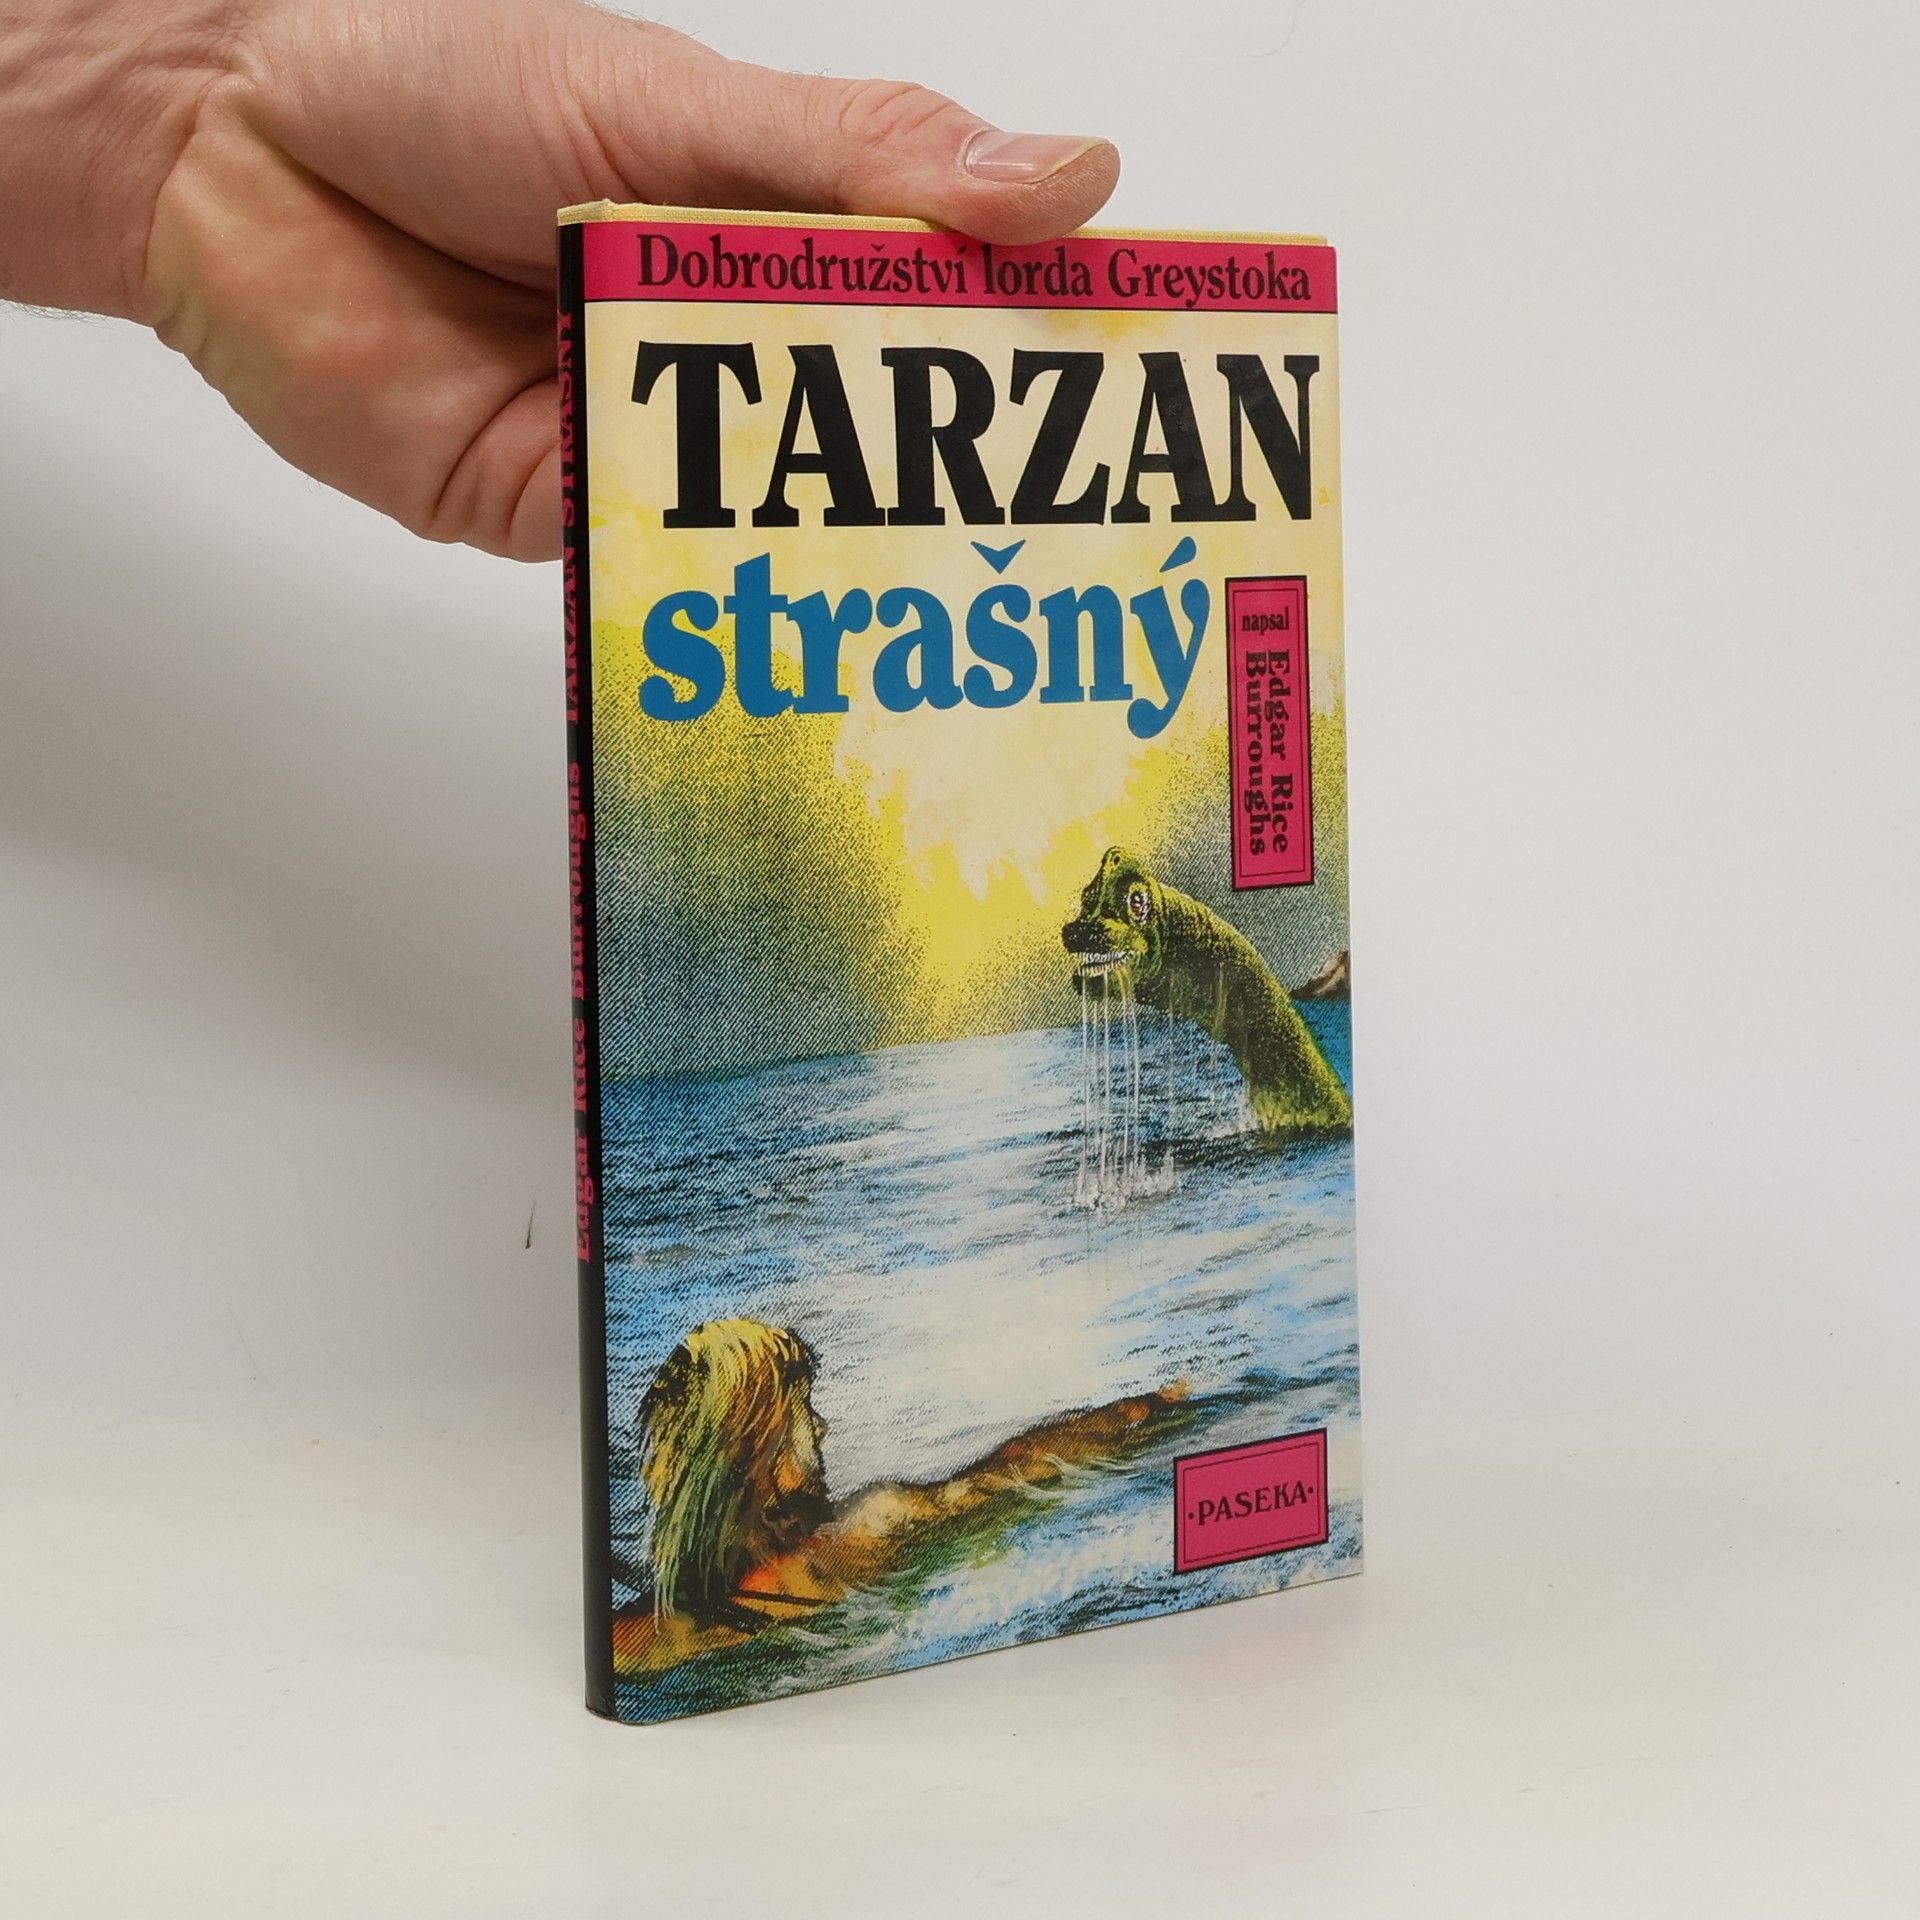 Dobrodružství lorda Greystoka
TARZAN
strašný
napsal
Edgar Rice
Burroughs
·PASEKA·
Edgar Rice Burroughs TARZAN STRAŠNÝ